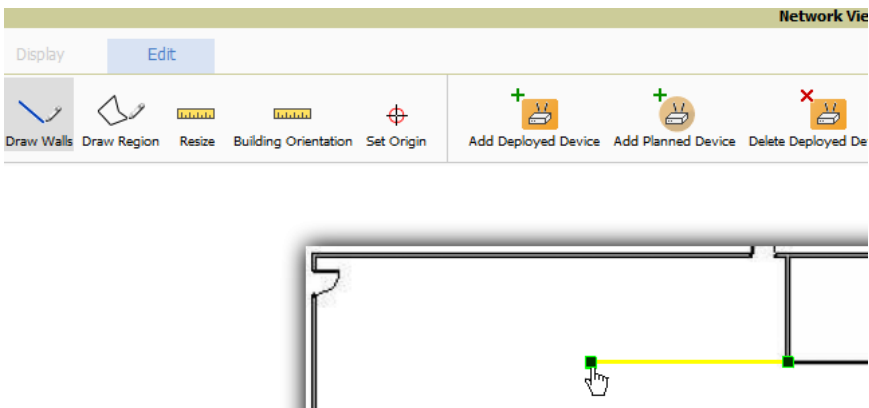 Network Vie
Display Edit
Draw Walls Draw Region Resize Building Orientation Set Origin Add Deployed Device Add Planned Device Delete Deployed De